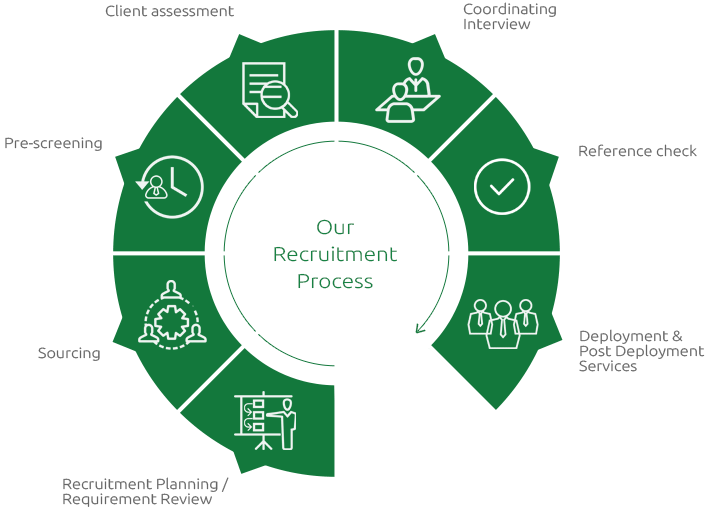 Client assessment
Coordinating
Interview
Pre-screening
Reference check
Our
Recruitment
Process
Sourcing
Deployment &
Post Deployment
Services
Recruitment Planning /
Requirement Review